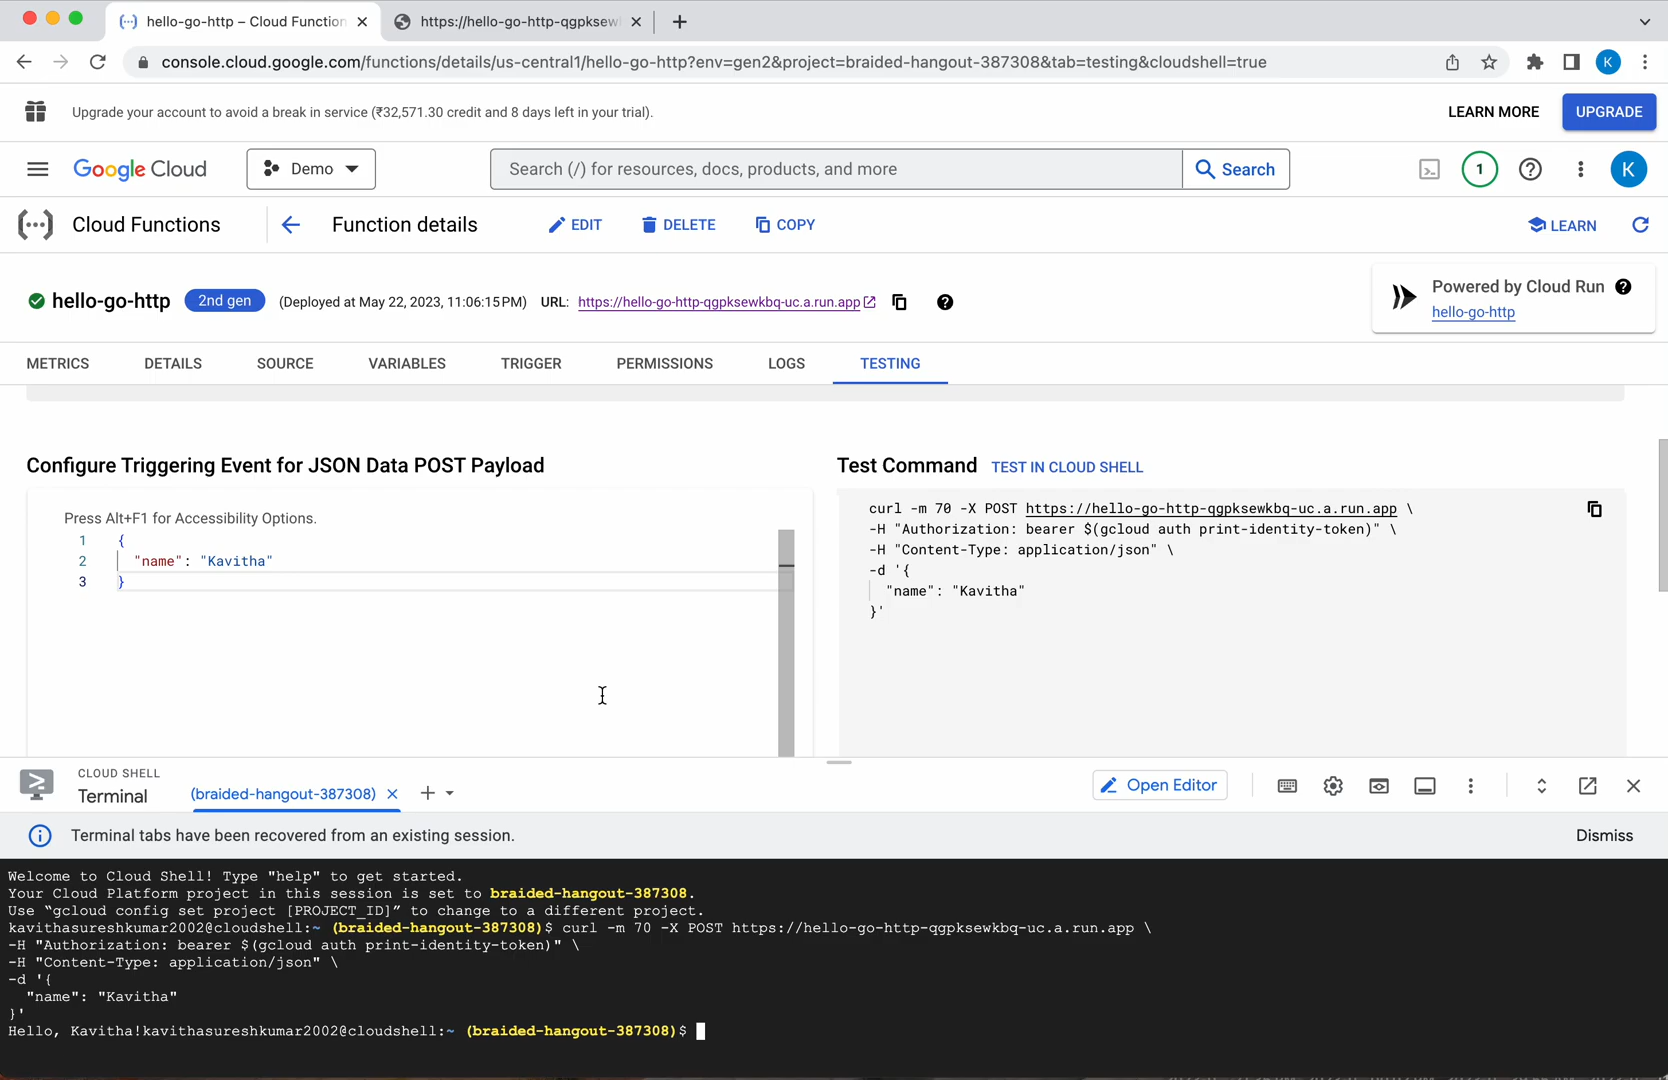 hello-go-http – Cloud Function
https://hello-go-http-qgpksew
console.cloud.google.com/functions/details/us-central1/hello-go-http?env=gen2&project=braided-hangout-387308&tab=testing&cloudshell=true
K
Upgrade your account to avoid a break in service (₹32,571.30 credit and 8 days left in your trial).
LEARN MORE
UPGRADE
Google Cloud
Demo
Search (/) for resources, docs, products, and more
Search
1
K
Cloud Functions
Function details
EDIT
DELETE
COPY
LEARN
hello-go-http
2nd gen
(Deployed at May 22, 2023, 11:06:15 PM)
URL:
https://hello-go-http-qgpksewkbq-uc.a.run.app
Powered by Cloud Run
hello-go-http
METRICS
DETAILS
SOURCE
VARIABLES
TRIGGER
PERMISSIONS
LOGS
TESTING
Configure Triggering Event for JSON Data POST Payload
Press Alt+F1 for Accessibility Options.
1 {
2 "name": "Kavitha"
3 }
Test Command
TEST IN CLOUD SHELL
curl -m 70 -X POST https://hello-go-http-qgpksewkbq-uc.a.run.app \
-H "Authorization: bearer $(gcloud auth print-identity-token)" \
-H "Content-Type: application/json" \
-d '{
"name": "Kavitha"
}'
CLOUD SHELL
Terminal
(braided-hangout-387308)
Open Editor
Terminal tabs have been recovered from an existing session.
Dismiss
Welcome to Cloud Shell! Type "help" to get started.
Your Cloud Platform project in this session is set to braided-hangout-387308.
Use “gcloud config set project [PROJECT_ID]” to change to a different project.
kavithasureshkumar2002@cloudshell:~ (braided-hangout-387308)$ curl -m 70 -X POST https://hello-go-http-qgpksewkbq-uc.a.run.app \
-H "Authorization: bearer $(gcloud auth print-identity-token)" \
-H "Content-Type: application/json" \
-d '{
"name": "Kavitha"
}'
Hello, Kavitha!kavithasureshkumar2002@cloudshell:~ (braided-hangout-387308)$